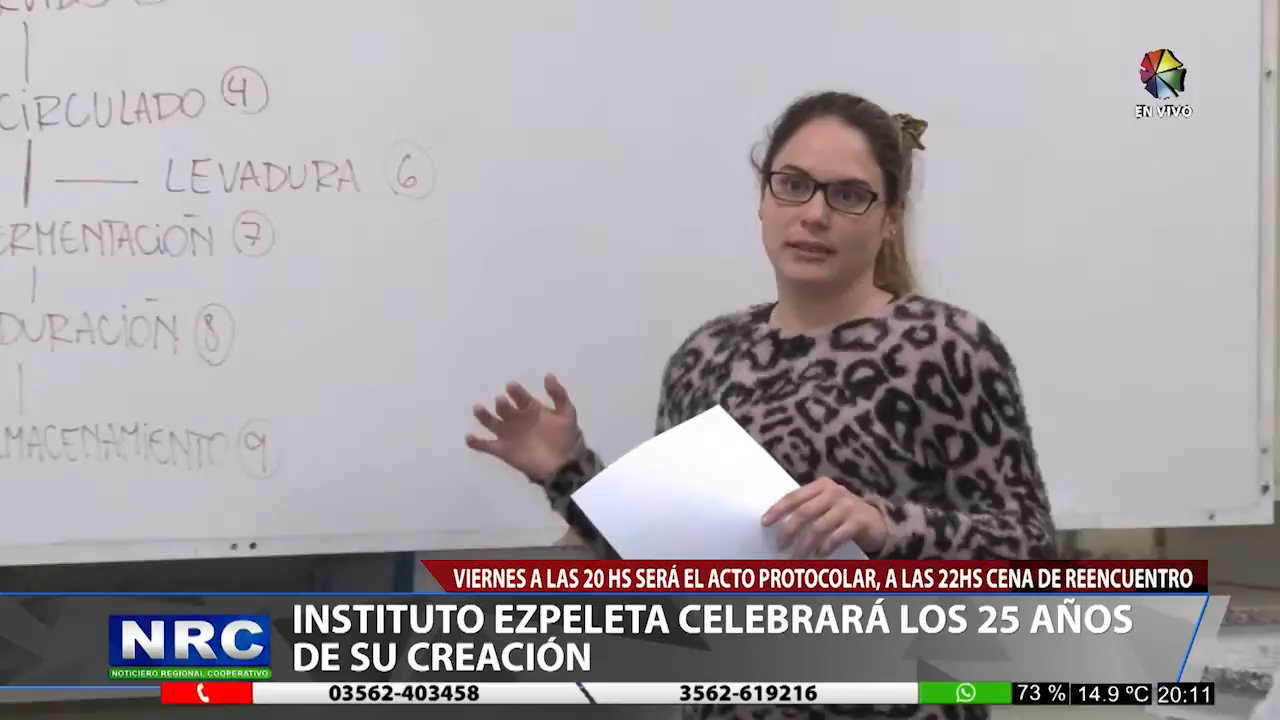 CIRCULADO 4
LEVADURA 6
ERMENTACIÓN 7
DURACIÓN 8
MACENAMIENTO 9
EN VIVO
VIERNES A LAS 20 HS SERÁ EL ACTO PROTOCOLAR, A LAS 22HS CENA DE REENCUENTRO
INSTITUTO EZPELETA CELEBRARÁ LOS 25 AÑOS
DE SU CREACIÓN
NRC
NOTICIERO REGIONAL COOPERATIVO
03562-403458 3562-619216 73 % 14.9 ºC 20:11